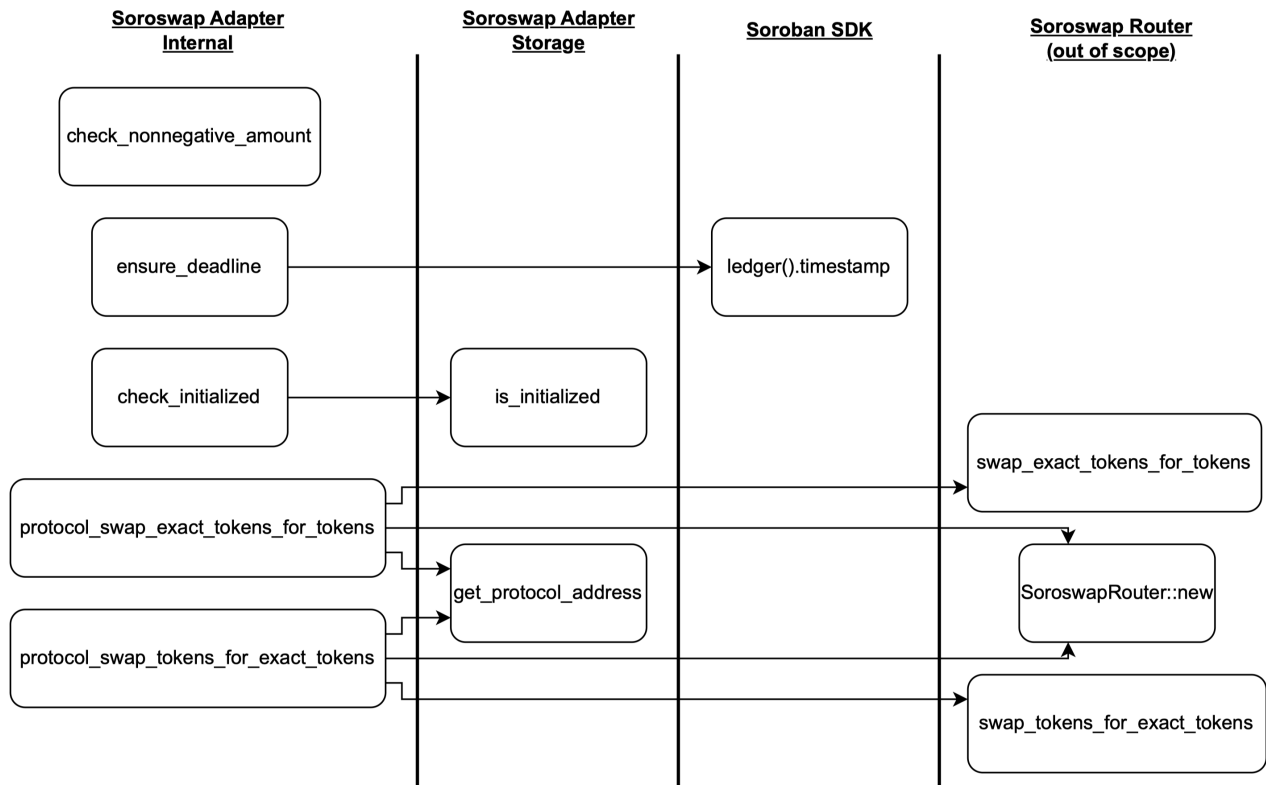 Soroswap Adapter
Internal
Soroswap Adapter
Storage
Soroban SDK
Soroswap Router
(out of scope)
check_nonnegative_amount
ensure_deadline
ledger().timestamp
check_initialized
is_initialized
swap_exact_tokens_for_tokens
protocol_swap_exact_tokens_for_tokens
get_protocol_address
SoroswapRouter::new
protocol_swap_tokens_for_exact_tokens
swap_tokens_for_exact_tokens